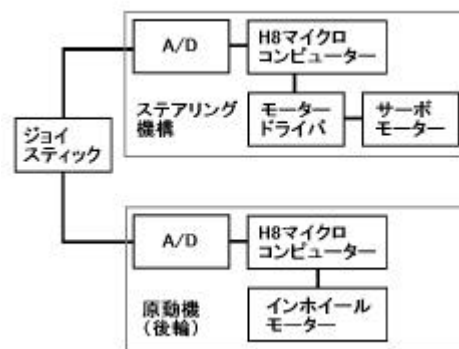 A/D
H8マイクロ
コンピューター
ステアリング
機構
モーター
ドライバ
サーボ
モーター
ジョイ
スティック
A/D
H8マイクロ
コンピューター
原動機
(後輪)
インホイール
モーター